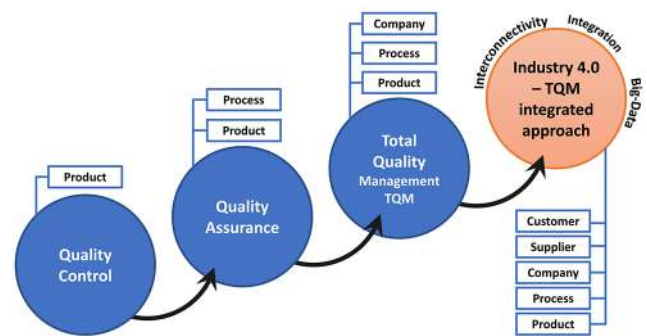 Product
Quality
Control
Process
Product
Quality
Assurance
Company
Process
Product
Total
Quality
Management
TQM
Interconnectivity
Integration
Big-Data
Industry 4.0
– TQM
integrated
approach
Customer
Supplier
Company
Process
Product